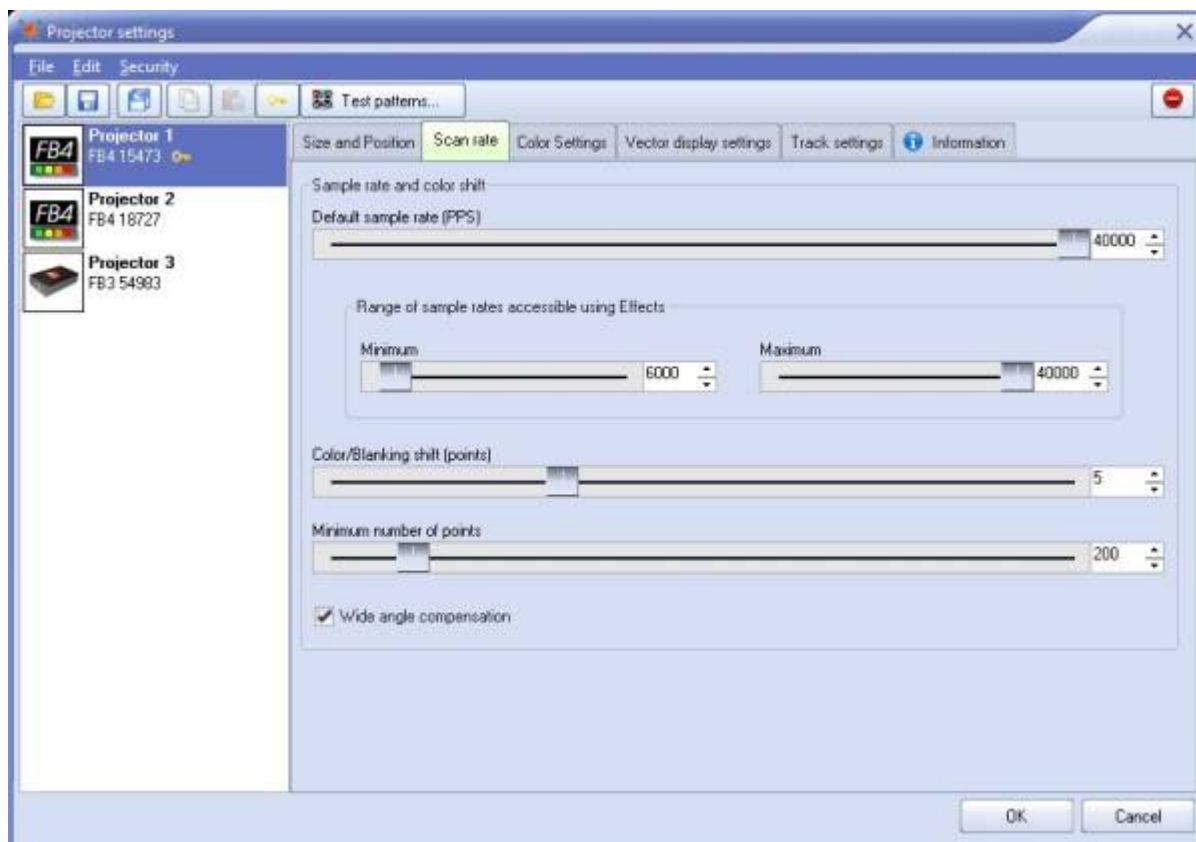 Projector settings
File Edit Security
Test patterns...
FB4
Projector 1
FB4 15473
FB4
Projector 2
FB4 18727
Projector 3
FB3 54983
Size and Position Scan rate Color Settings Vector display settings Track settings Information
Sample rate and color shift
Default sample rate (PPS)
40000
Range of sample rates accessible using Effects
Minimum Maximum
6000 40000
Color/Blanking shift (points)
5
Minimum number of points
200
Wide angle compensation
OK Cancel